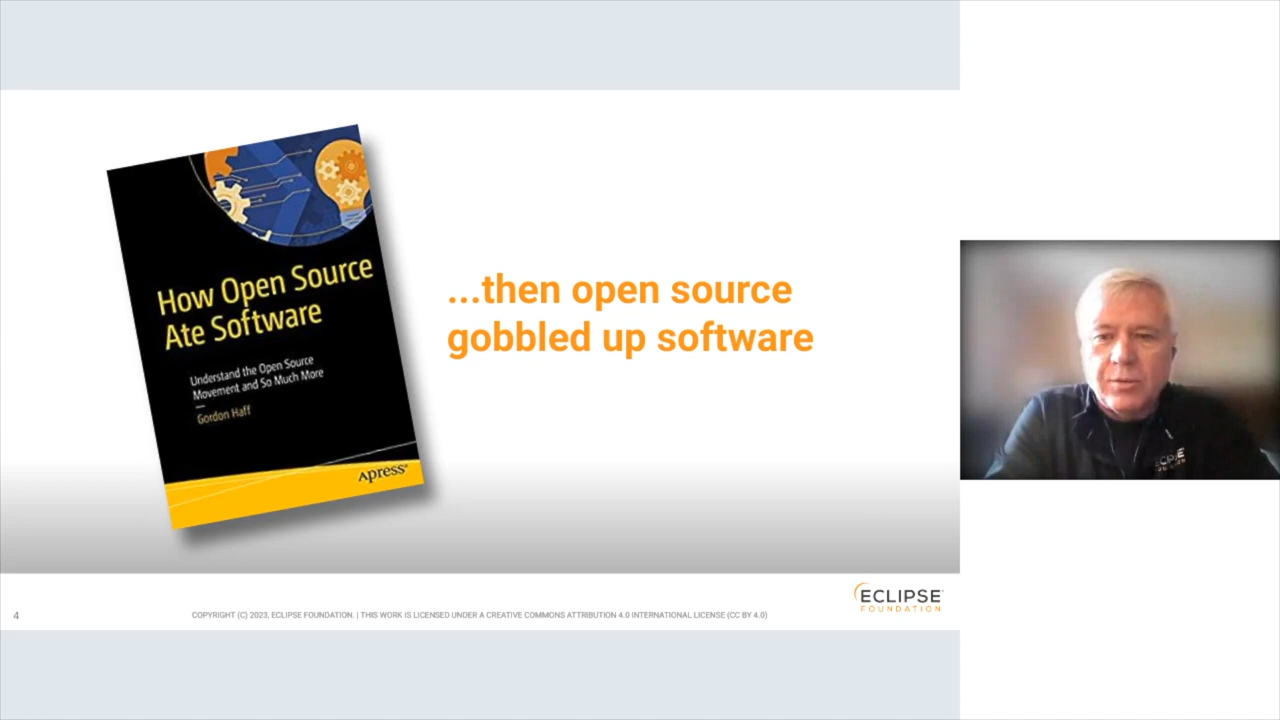 How Open Source
Ate Software
Understand the Open Source
Movement and So Much More
Gordon Haff
Apress®
...then open source
gobbled up software
4
COPYRIGHT (C) 2023, ECLIPSE FOUNDATION. | THIS WORK IS LICENSED UNDER A CREATIVE COMMONS ATTRIBUTION 4.0 INTERNATIONAL LICENSE (CC BY 4.0)
ECLIPSE
FOUNDATION